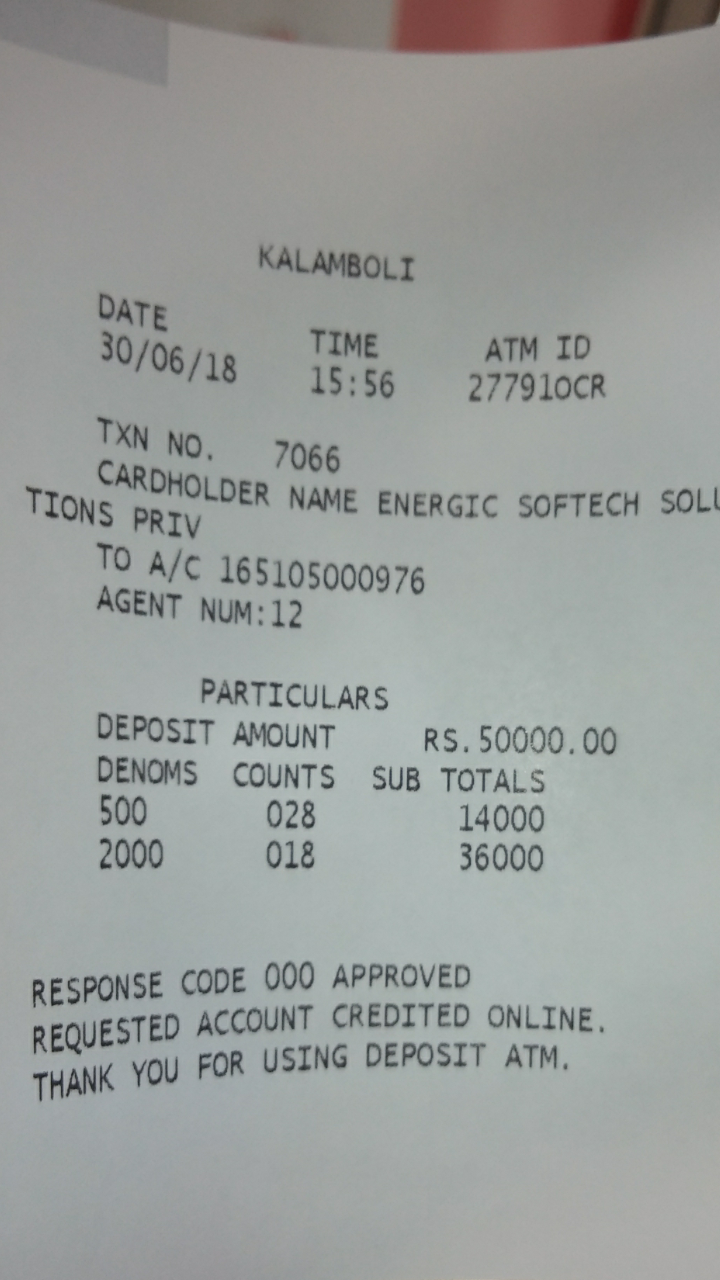 KALAMBOLI
DATE TIME ATM ID
30/06/18 15:56 27791OCR
TXN NO. 7066
CARDHOLDER NAME ENERGIC SOFTECH SOLU
TIONS PRIV
TO A/C 165105000976
AGENT NUM:12
PARTICULARS
DEPOSIT AMOUNT RS.50000.00
DENOMS COUNTS SUB TOTALS
500 028 14000
2000 018 36000
RESPONSE CODE 000 APPROVED
REQUESTED ACCOUNT CREDITED ONLINE.
THANK YOU FOR USING DEPOSIT ATM.